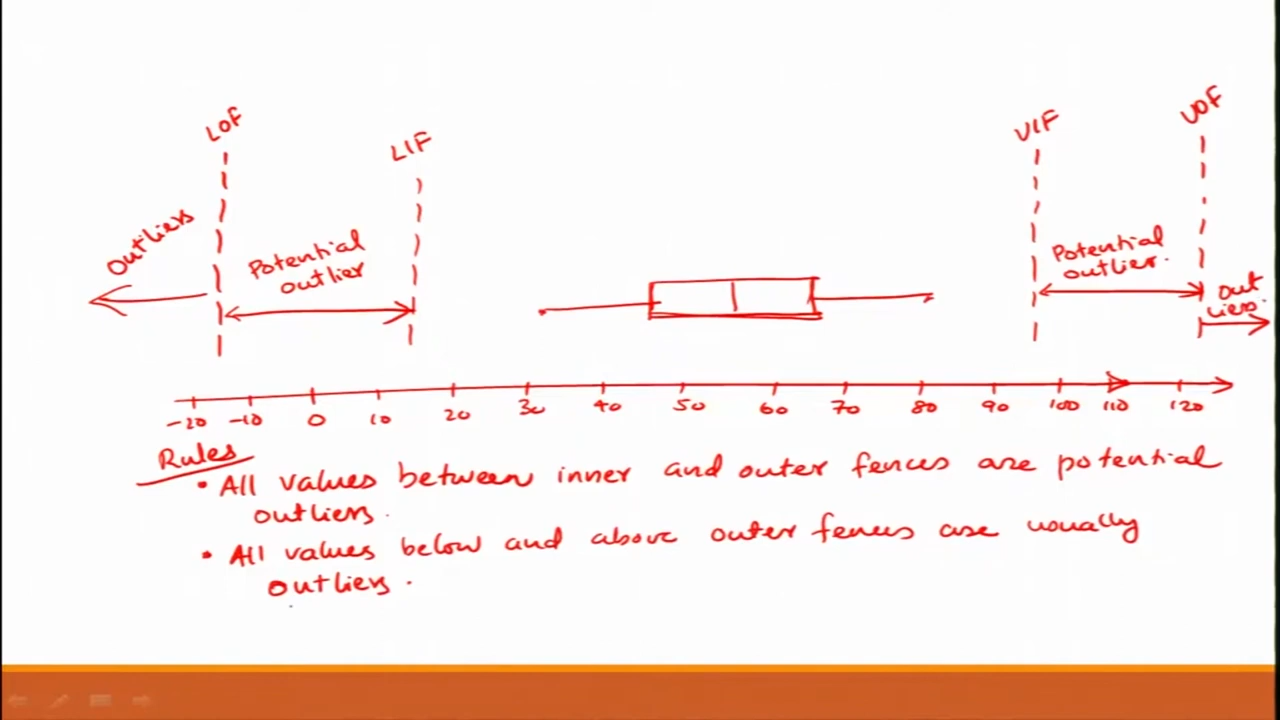 LOF
LIF
UIF
UOF
Outliers
Potential
outlier
Potential
outlier.
out
liers.
-20 -10 0 10 20 30 40 50 60 70 80 90 100 110 120
Rules
• All values between inner and outer fences are potential
outliers.
• All values below and above outer fences are usually
outliers.